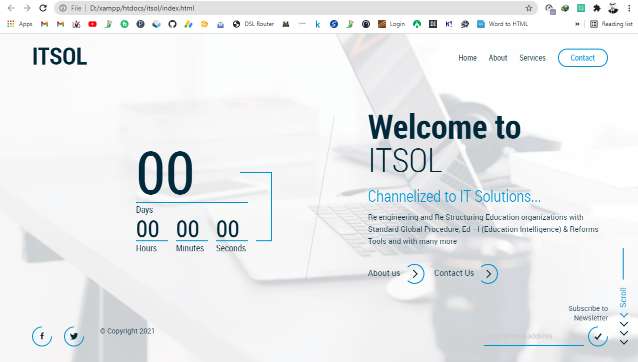 File | D:/xampp/htdocs/itsol/index.html
Apps
DSL Router
Login
Word to HTML
»
Reading list
ITSOL
Home About Services Contact
Welcome to
ITSOL
Channelized to IT Solutions...
Re engineering and Re Structuring Education organizations with
Standard Global Procedure, Ed –I (Education Intelligence) & Reforms
Tools and with many more
About us Contact Us
00
Days
00 00 00
Hours Minutes Seconds
Scroll
Subscribe to
Newsletter
address
© Copyright 2021